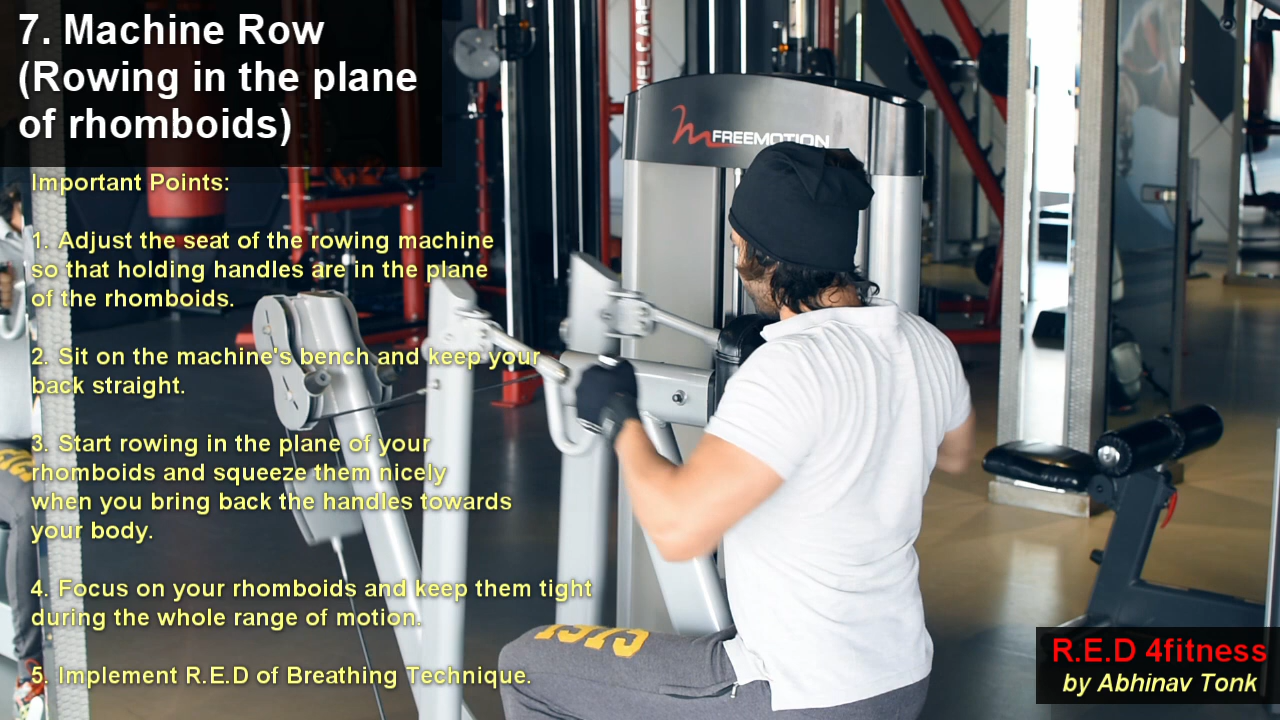 7. Machine Row
(Rowing in the plane
of rhomboids)
Important Points:
1. Adjust the seat of the rowing machine
so that holding handles are in the plane
of the rhomboids.
2. Sit on the machine's bench and keep your
back straight.
3. Start rowing in the plane of your
rhomboids and squeeze them nicely
when you bring back the handles towards
your body.
4. Focus on your rhomboids and keep them tight
during the whole range of motion.
5. Implement R.E.D of Breathing Technique.
FREEMOTION
1975
R.E.D 4fitness
by Abhinav Tonk